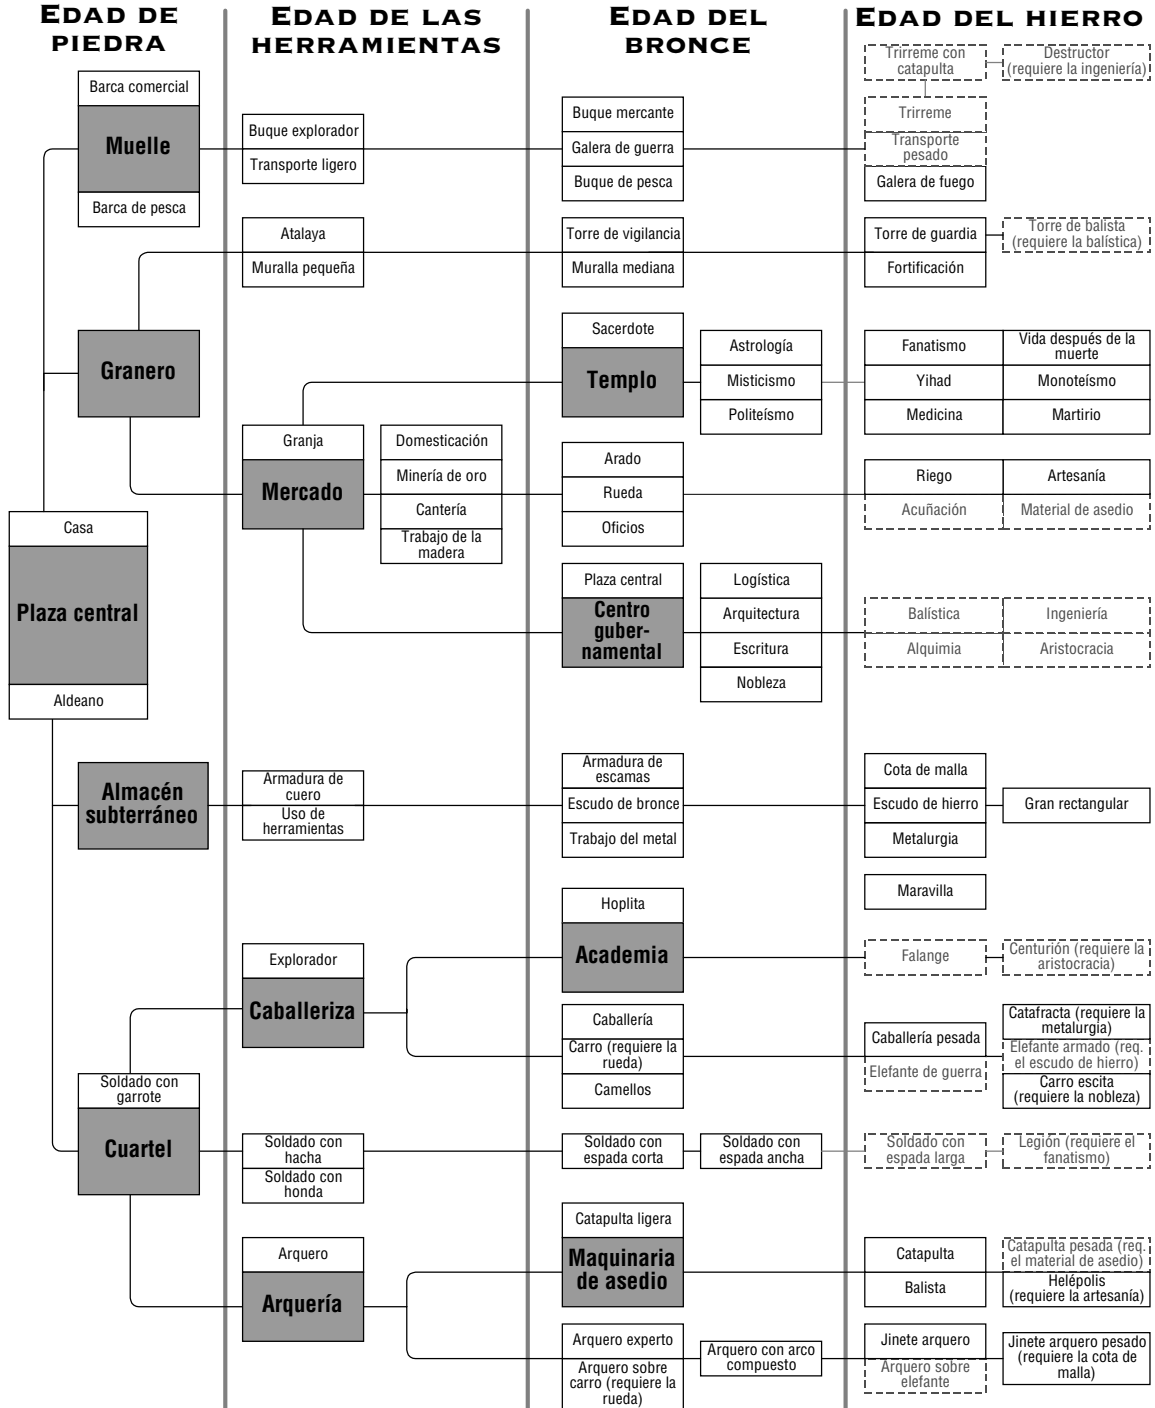 EDAD DE
PIEDRA
EDAD DE LAS
HERRAMIENTAS
EDAD DEL
BRONCE
EDAD DEL HIERRO
Trirreme con
catapulta
Destructor
(requiere la ingeniería)
Barca comercial
Muelle
Barca de pesca
Buque explorador
Transporte ligero
Buque mercante
Galera de guerra
Buque de pesca
Trirreme
Transporte
pesado
Galera de fuego
Atalaya
Muralla pequeña
Torre de vigilancia
Muralla mediana
Torre de guardia
Fortificación
Torre de balista
(requiere la balística)
Granero
Sacerdote
Templo
Astrología
Misticismo
Politeísmo
Fanatismo
Yihad
Medicina
Vida después de la
muerte
Monoteísmo
Martirio
Granja
Mercado
Domesticación
Minería de oro
Cantería
Trabajo de la
madera
Arado
Rueda
Oficios
Riego
Acuñación
Artesanía
Material de asedio
Casa
Plaza central
Aldeano
Plaza central
Centro
guber-
namental
Logística
Arquitectura
Escritura
Nobleza
Balística
Alquimia
Ingeniería
Aristocracia
Almacén
subterráneo
Armadura de
cuero
Uso de
herramientas
Armadura de
escamas
Escudo de bronce
Trabajo del metal
Cota de malla
Escudo de hierro
Metalurgia
Gran rectangular
Maravilla
Hoplita
Academia
Falange
Centurión (requiere la
aristocracia)
Explorador
Caballeriza
Caballería
Carro (requiere la
rueda)
Camellos
Caballería pesada
Elefante de guerra
Catafracta (requiere la
metalurgia)
Elefante armado (req.
el escudo de hierro)
Carro escita
(requiere la nobleza)
Soldado con
garrote
Cuartel
Soldado con
hacha
Soldado con
honda
Soldado con
espada corta
Soldado con
espada ancha
Soldado con
espada larga
Legión (requiere el
fanatismo)
Catapulta ligera
Maquinaria
de asedio
Catapulta
Balista
Catapulta pesada (req.
el material de asedio)
Helépolis
(requiere la artesanía)
Arquero
Arquería
Arquero experto
Arquero sobre
carro (requiere la
rueda)
Arquero con arco
compuesto
Jinete arquero
Arquero sobre
elefante
Jinete arquero pesado
(requiere la cota de
malla)